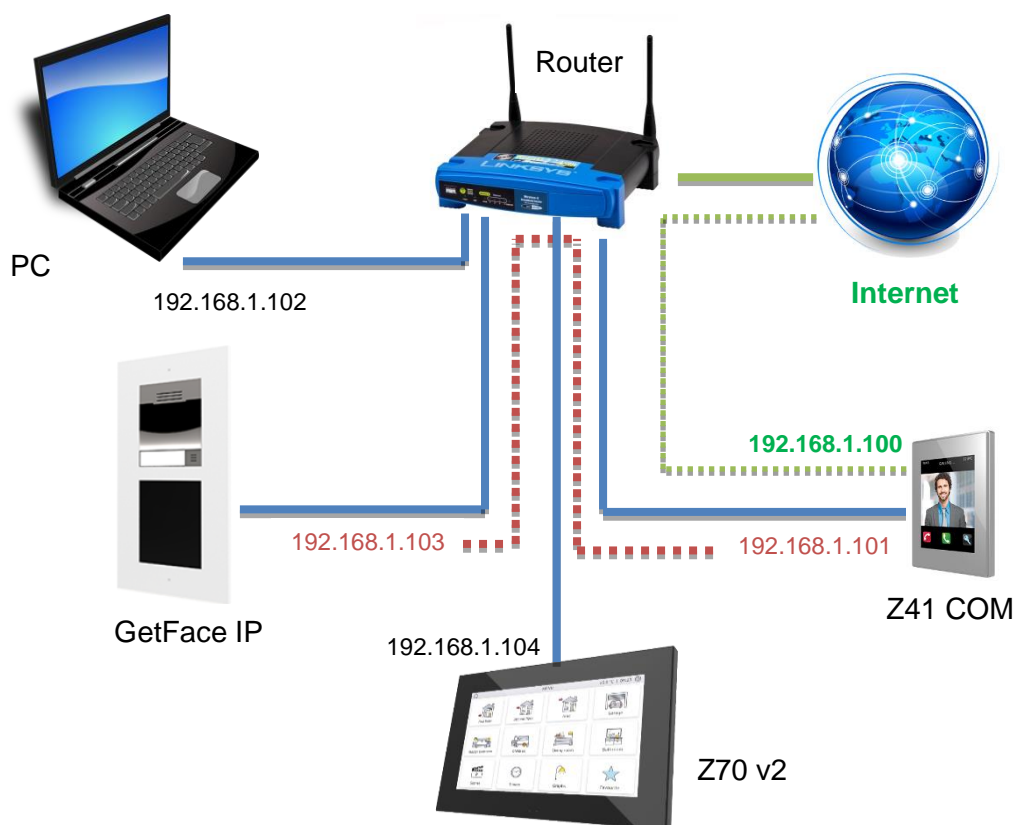 Router
LINKSYS
PC
192.168.1.102
Internet
192.168.1.100
192.168.1.103
192.168.1.101
Z41 COM
GetFace IP
192.168.1.104
Z70 v2